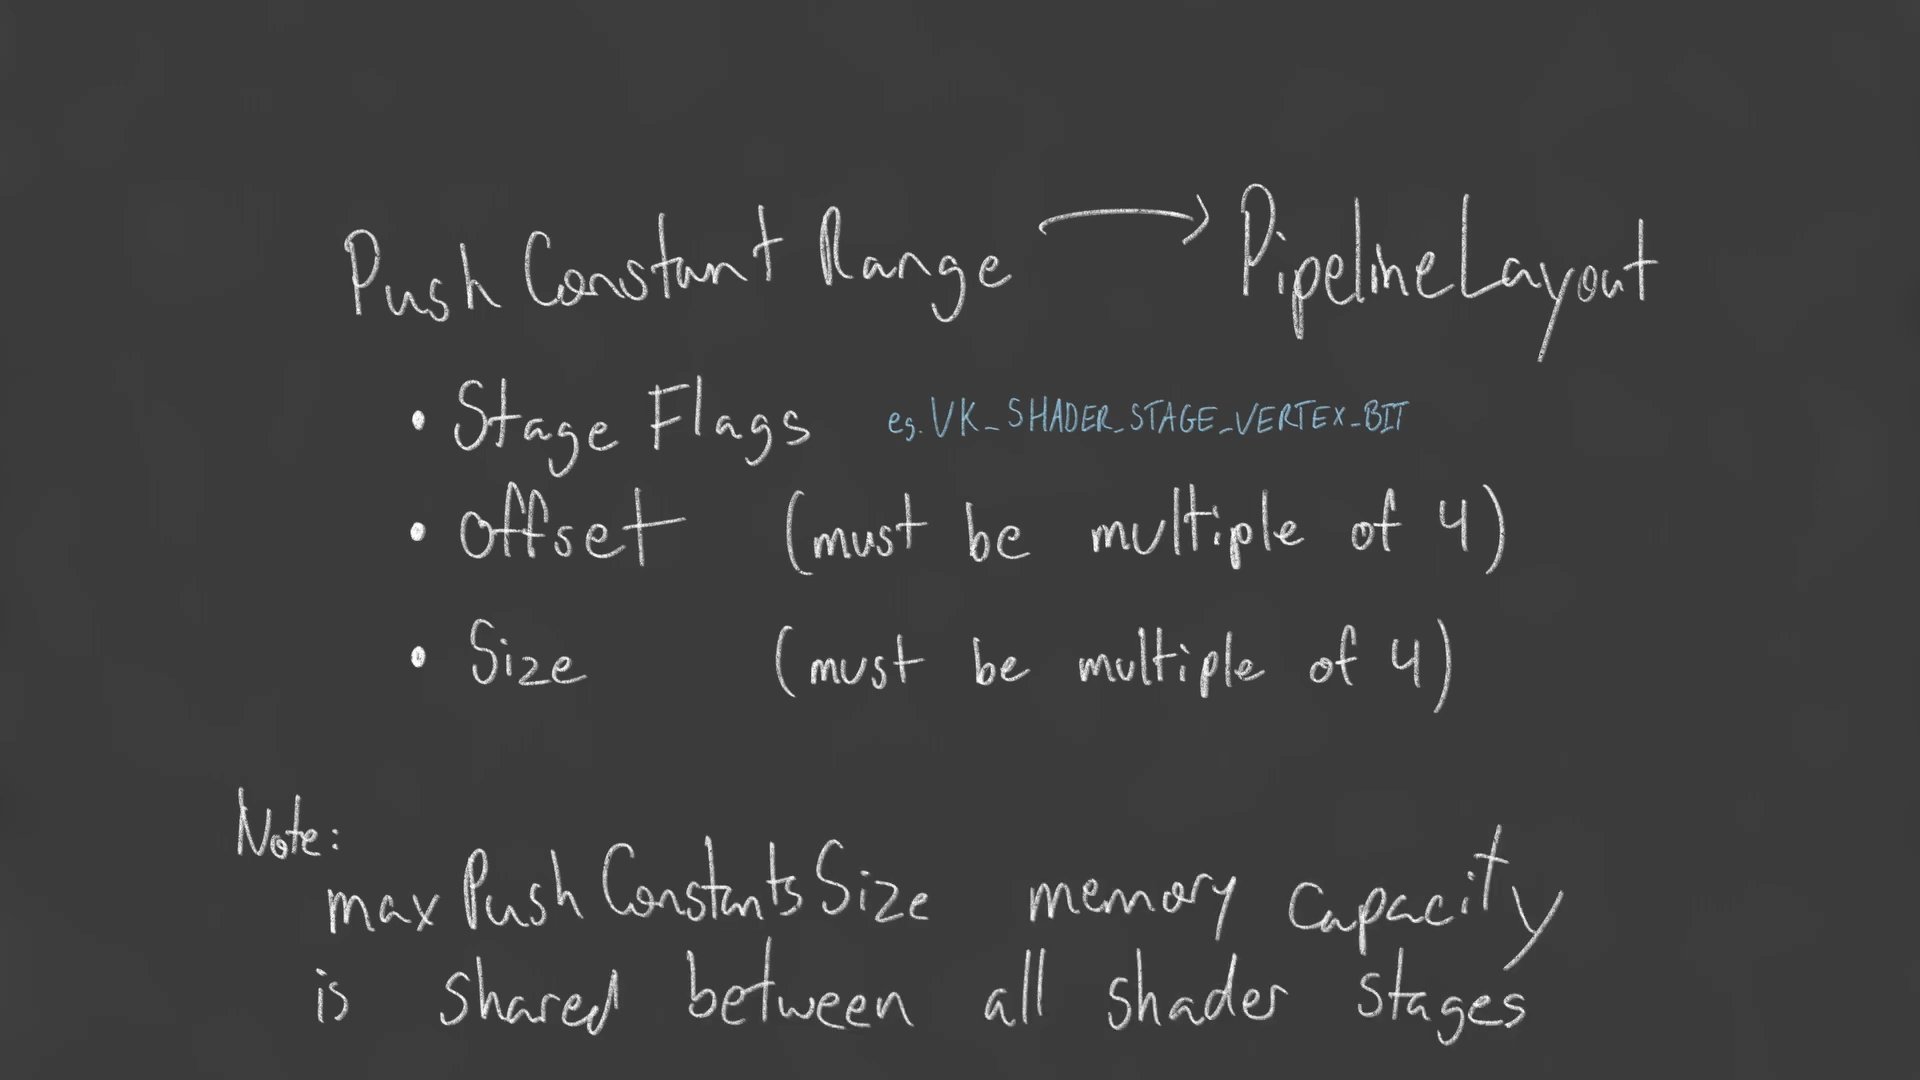 Push Constant Range → PipelineLayout
• Stage Flags eg. VK_SHADER_STAGE_VERTEX_BIT
• Offset (must be multiple of 4)
• Size (must be multiple of 4)
Note:
maxPushConstantsSize memory capacity
is shared between all shader stages